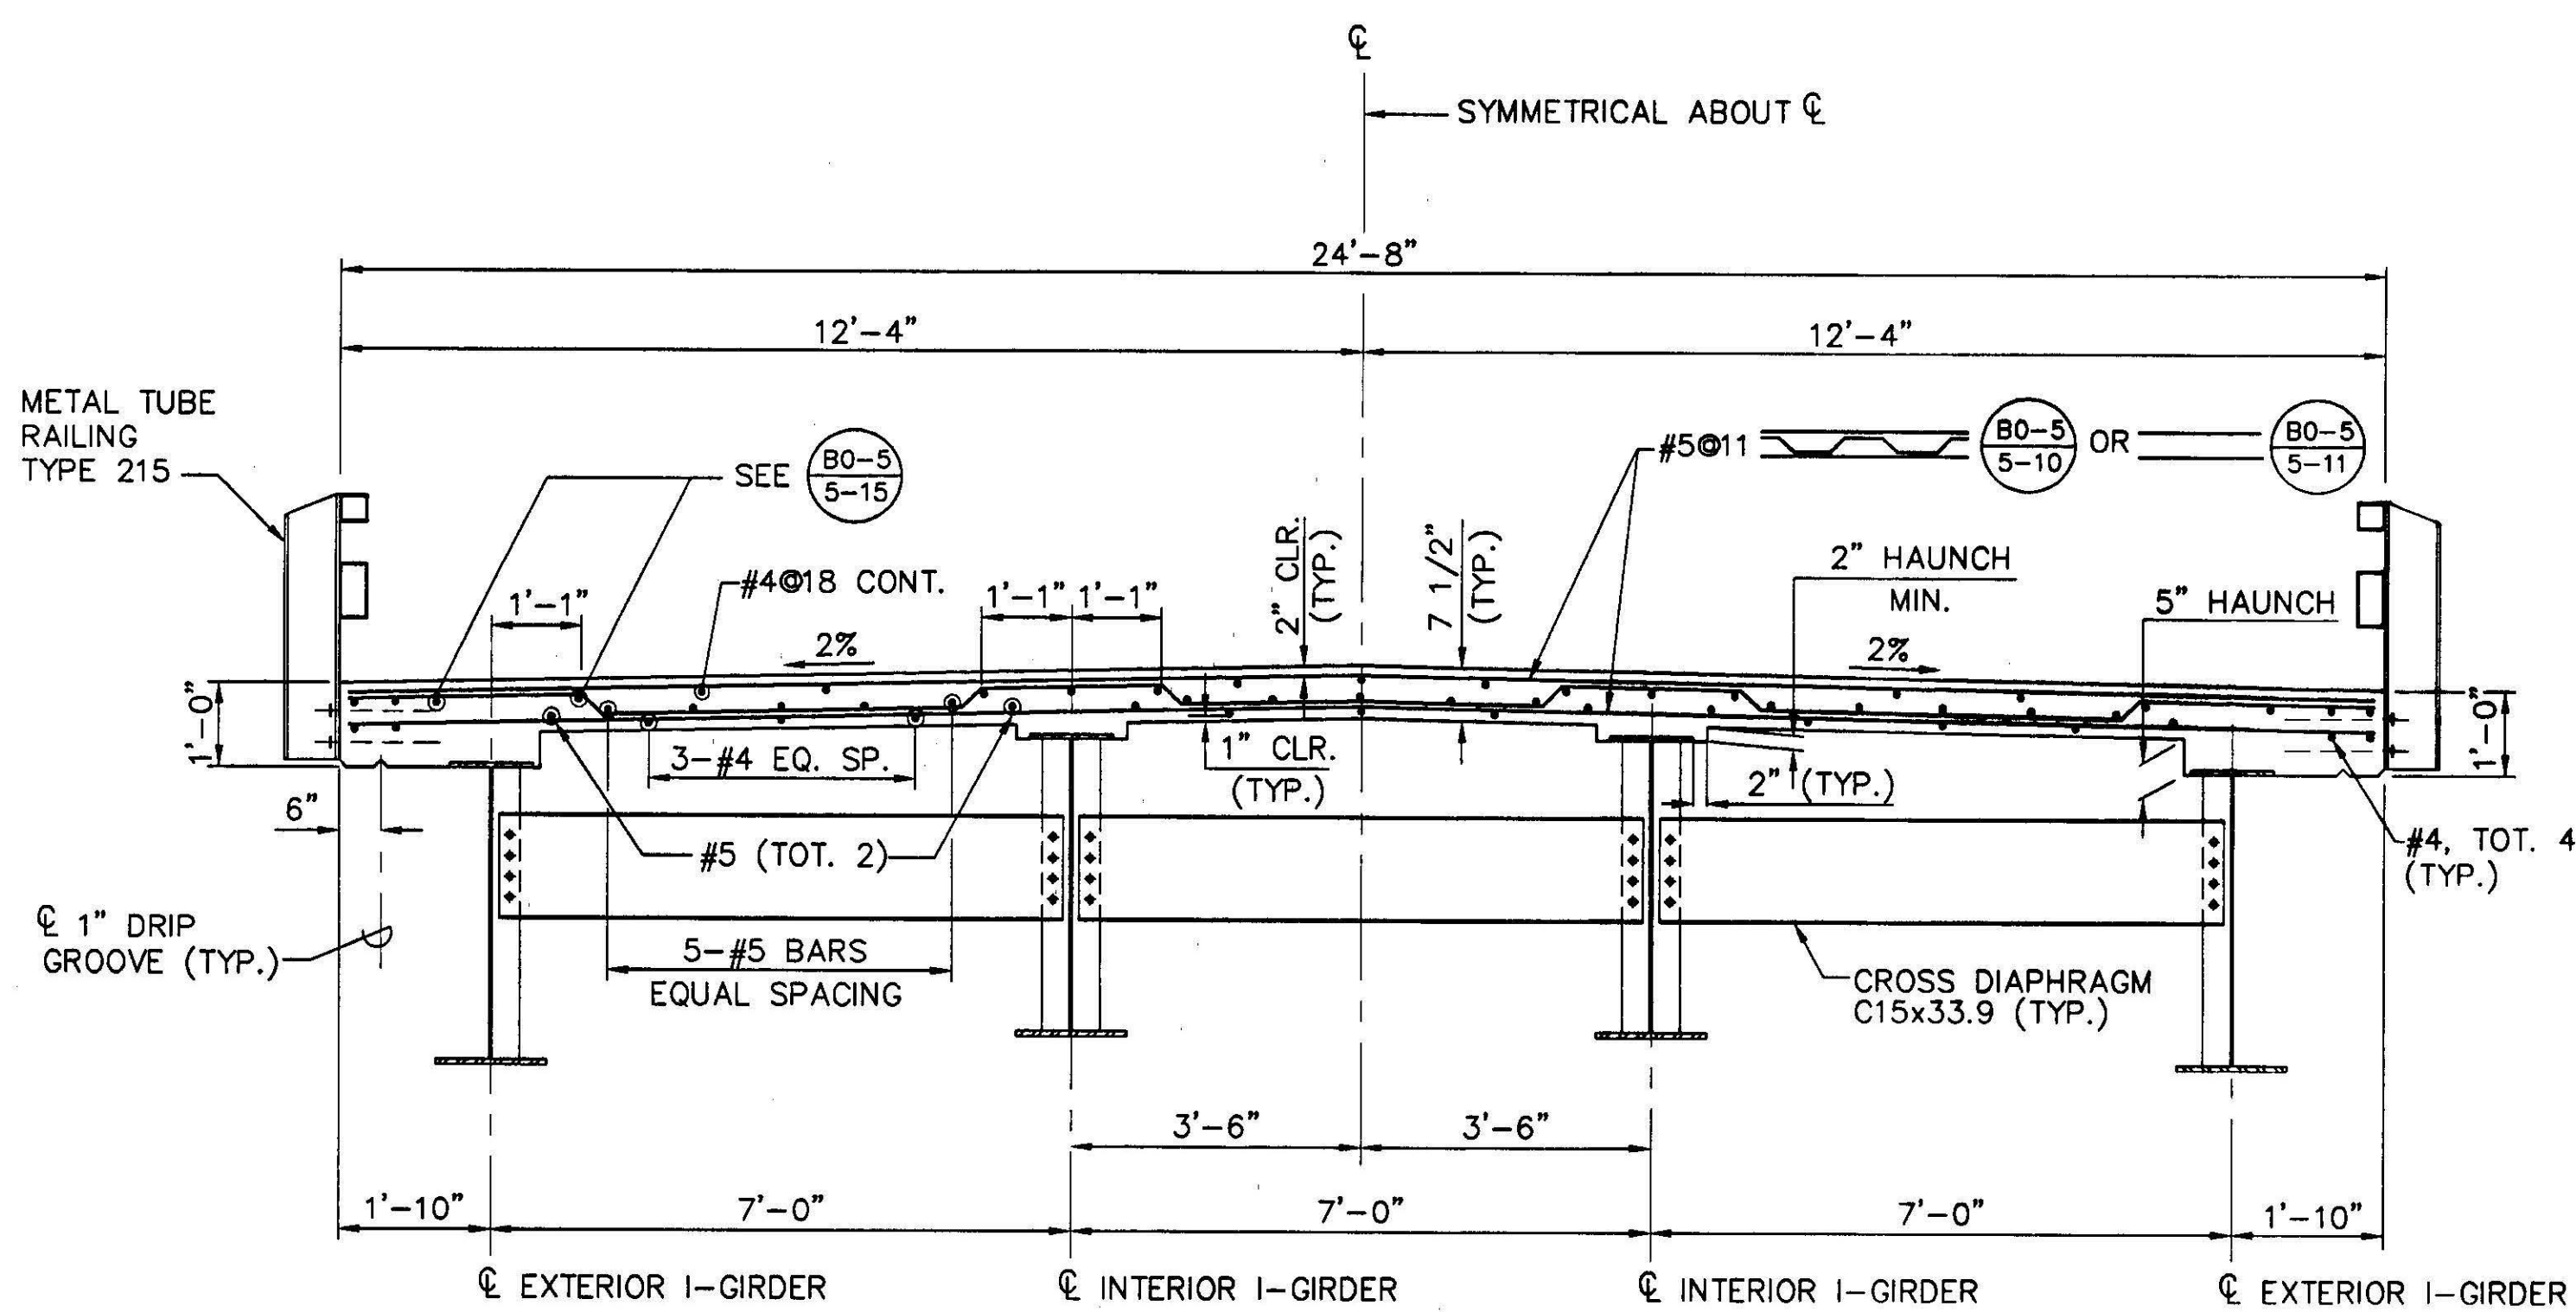 ℄
SYMMETRICAL ABOUT ℄
24'-8"
12'-4"
12'-4"
METAL TUBE
RAILING
TYPE 215
SEE
B0-5
5-15
#5@11
B0-5
5-10
OR
B0-5
5-11
#4@18 CONT.
1'-1"
1'-1"
1'-1"
2" CLR.
(TYP.)
7 1/2"
(TYP.)
2" HAUNCH
MIN.
5" HAUNCH
2%
2%
1'-0"
1'-0"
3-#4 EQ. SP.
1" CLR.
(TYP.)
2" (TYP.)
6"
#5 (TOT. 2)
#4, TOT. 4
(TYP.)
℄ 1" DRIP
GROOVE (TYP.)
5-#5 BARS
EQUAL SPACING
CROSS DIAPHRAGM
C15x33.9 (TYP.)
3'-6"
3'-6"
1'-10"
7'-0"
7'-0"
7'-0"
1'-10"
℄ EXTERIOR I-GIRDER
℄ INTERIOR I-GIRDER
℄ INTERIOR I-GIRDER
℄ EXTERIOR I-GIRDER